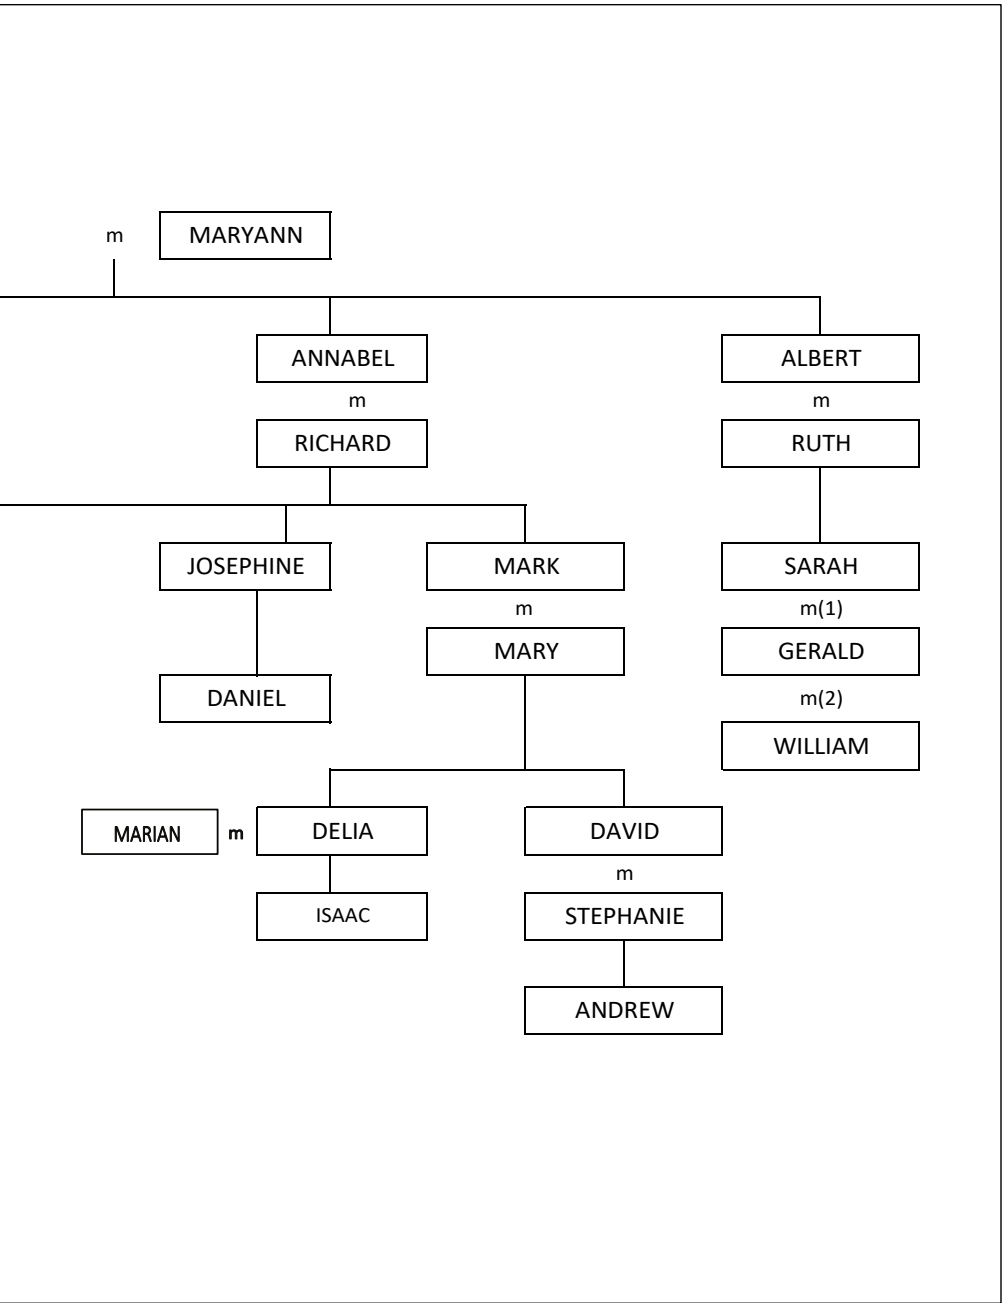 m MARYANN
ANNABEL ALBERT
m m
RICHARD RUTH
JOSEPHINE MARK SARAH
m m(1)
MARY GERALD
DANIEL m(2)
WILLIAM
MARIAN m DELIA DAVID
m
ISAAC STEPHANIE
ANDREW